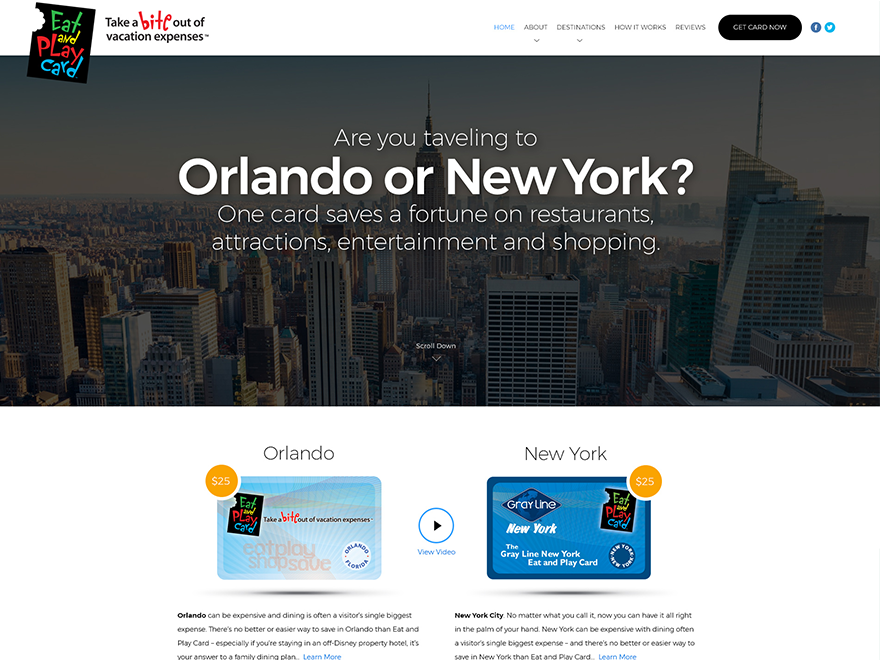 Eat
and
PLay
Card
Take a bite out of
vacation expenses™
HOME ABOUT DESTINATIONS HOW IT WORKS REVIEWS GET CARD NOW
Are you taveling to
Orlando or New York?
One card saves a fortune on restaurants,
attractions, entertainment and shopping.
Scroll Down
Orlando
$25
Eat
and
PLay
Card
Take a bite out of vacation expenses™
eatplay
shopsave
ORLANDO
FLORIDA
View Video
New York
$25
Gray Line
New York
Eat
and
PLay
Card
The
Gray Line New York
Eat and Play Card
NEW YORK
NEW YORK
Orlando can be expensive and dining is often a visitor's single biggest
expense. There's no better or easier way to save in Orlando than Eat and
Play Card – especially if you're staying in an off-Disney property hotel, it's
your answer to a family dining plan... Learn More
New York City. No matter what you call it, now you can have it all right
in the palm of your hand. New York can be expensive with dining often
a visitor's single biggest expense – and there's no better or easier way to
save in New York than Eat and Play Card... Learn More